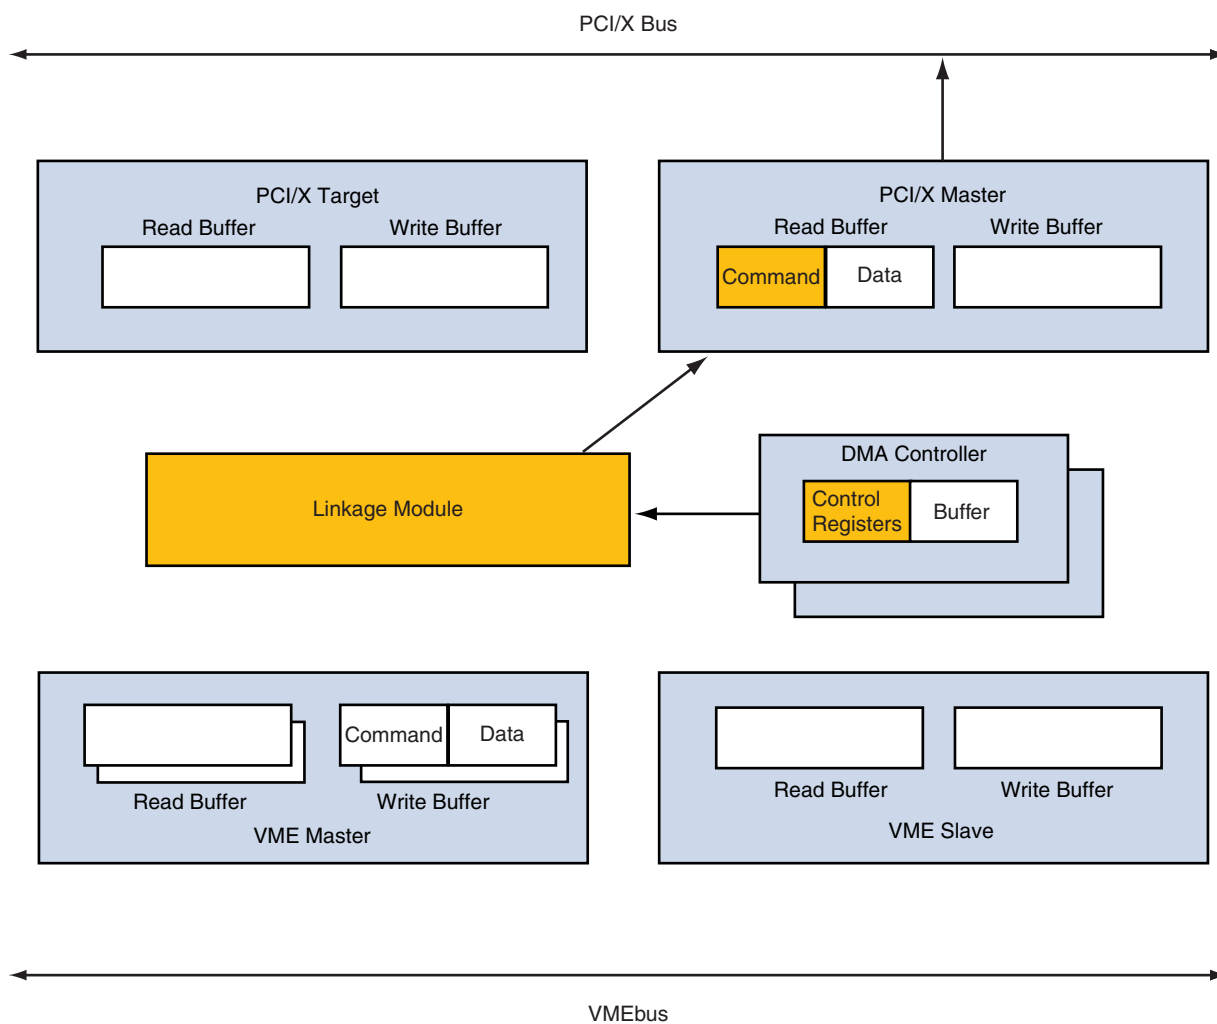 PCI/X Bus
PCI/X Target
Read Buffer
Write Buffer
PCI/X Master
Read Buffer
Write Buffer
Command
Data
Linkage Module
DMA Controller
Control
Registers
Buffer
Command
Data
Read Buffer
Write Buffer
VME Master
Read Buffer
Write Buffer
VME Slave
VMEbus